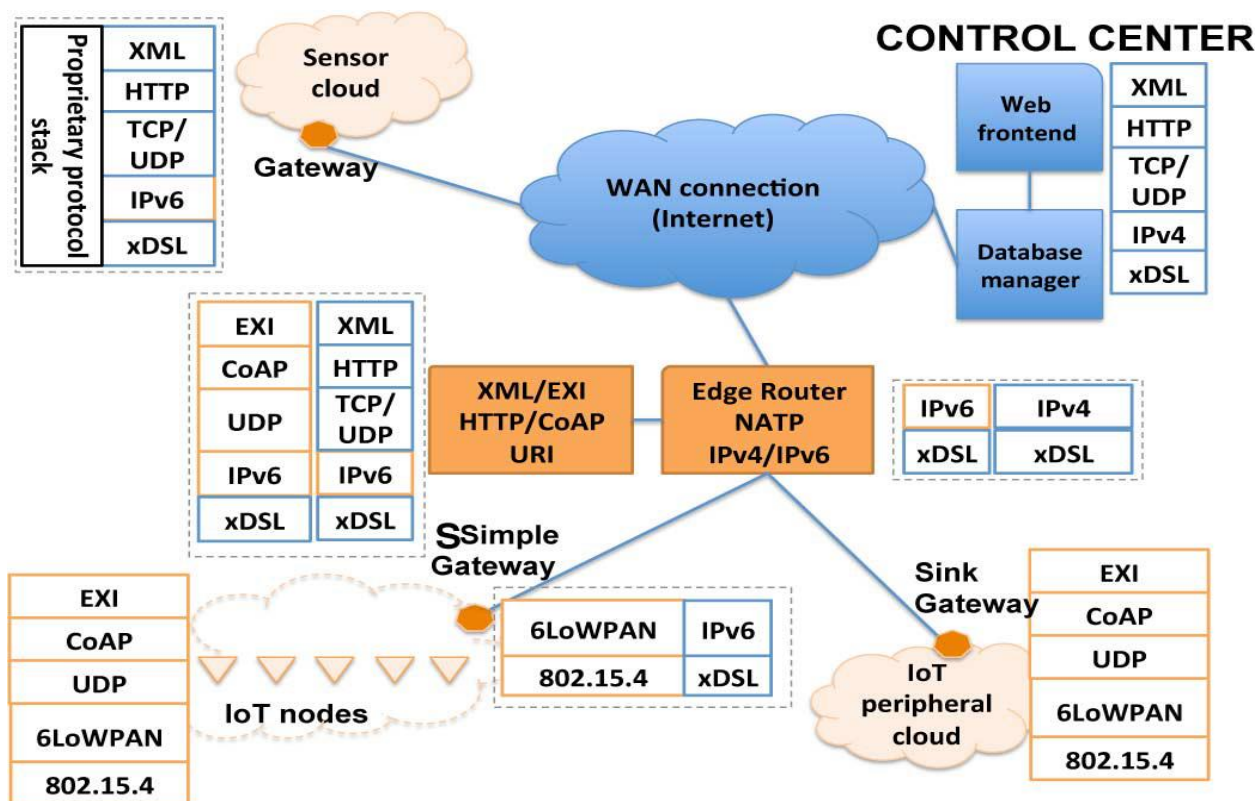 Proprietary protocol
stack
XML
HTTP
TCP/
UDP
IPv6
xDSL
Sensor
cloud
Gateway
WAN connection
(Internet)
CONTROL CENTER
Web
frontend
Database
manager
XML
HTTP
TCP/
UDP
IPv4
xDSL
EXI
CoAP
UDP
IPv6
xDSL
XML
HTTP
TCP/
UDP
IPv6
xDSL
XML/EXI
HTTP/CoAP
URI
Edge Router
NATP
IPv4/IPv6
IPv6 IPv4
xDSL xDSL
SSimple
Gateway
Sink
Gateway
EXI
CoAP
UDP
6LoWPAN
802.15.4
IoT nodes
6LoWPAN IPv6
802.15.4 xDSL
IoT
peripheral
cloud
EXI
CoAP
UDP
6LoWPAN
802.15.4